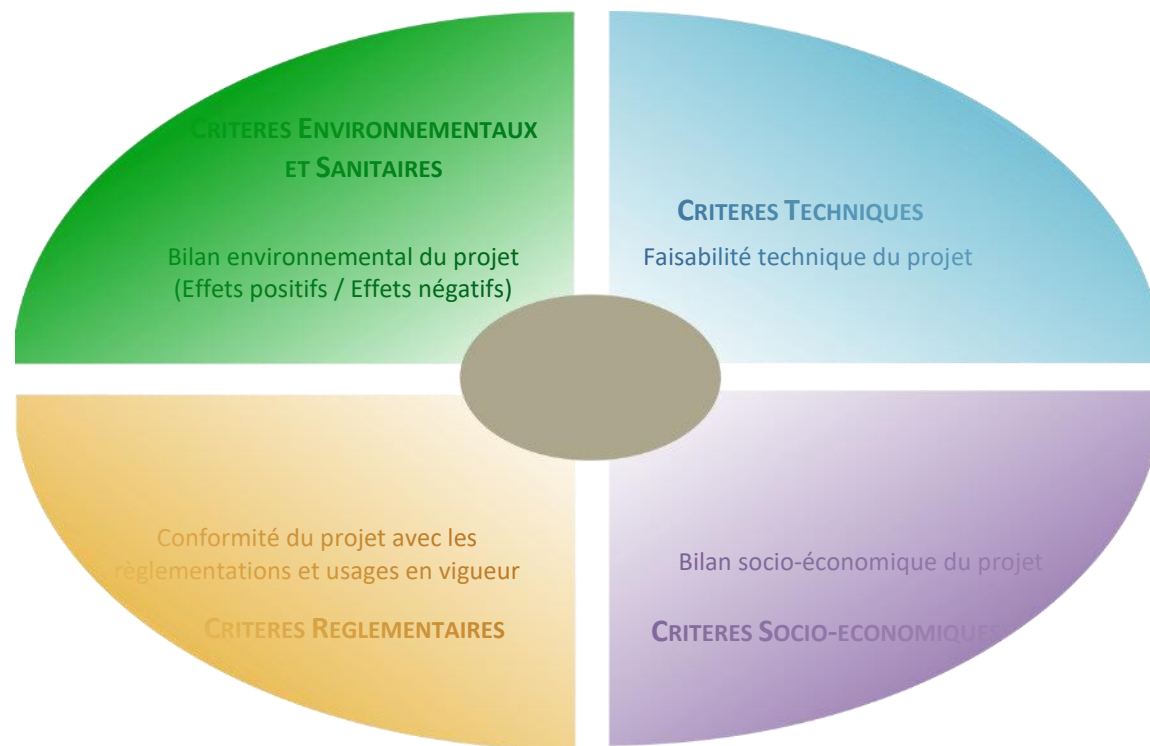 CRITERES ENVIRONNEMENTAUX
ET SANITAIRES
Bilan environnemental du projet
(Effets positifs / Effets négatifs)
CRITERES TECHNIQUES
Faisabilité technique du projet
Conformité du projet avec les
règlementations et usages en vigueur
CRITERES REGLEMENTAIRES
Bilan socio-économique du projet
CRITERES SOCIO-ECONOMIQUES